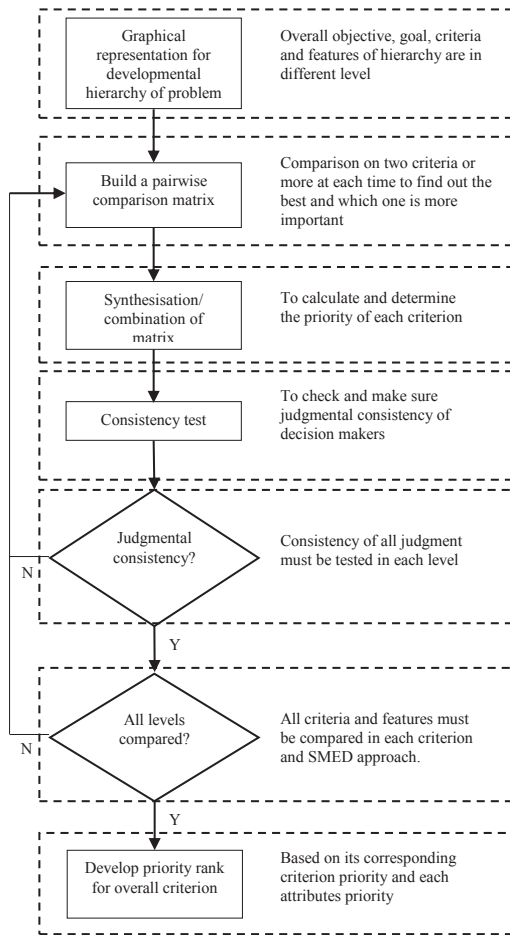 Graphical
representation for
developmental
hierarchy of problem
Overall objective, goal, criteria
and features of hierarchy are in
different level
Build a pairwise
comparison matrix
Comparison on two criteria or
more at each time to find out the
best and which one is more
important
Synthesisation/
combination of
matrix
To calculate and determine
the priority of each criterion
Consistency test
To check and make sure
judgmental consistency of
decision makers
Judgmental
consistency?
Consistency of all judgment
must be tested in each level
N
Y
All levels
compared?
All criteria and features must
be compared in each criterion
and SMED approach.
N
Y
Develop priority rank
for overall criterion
Based on its corresponding
criterion priority and each
attributes priority